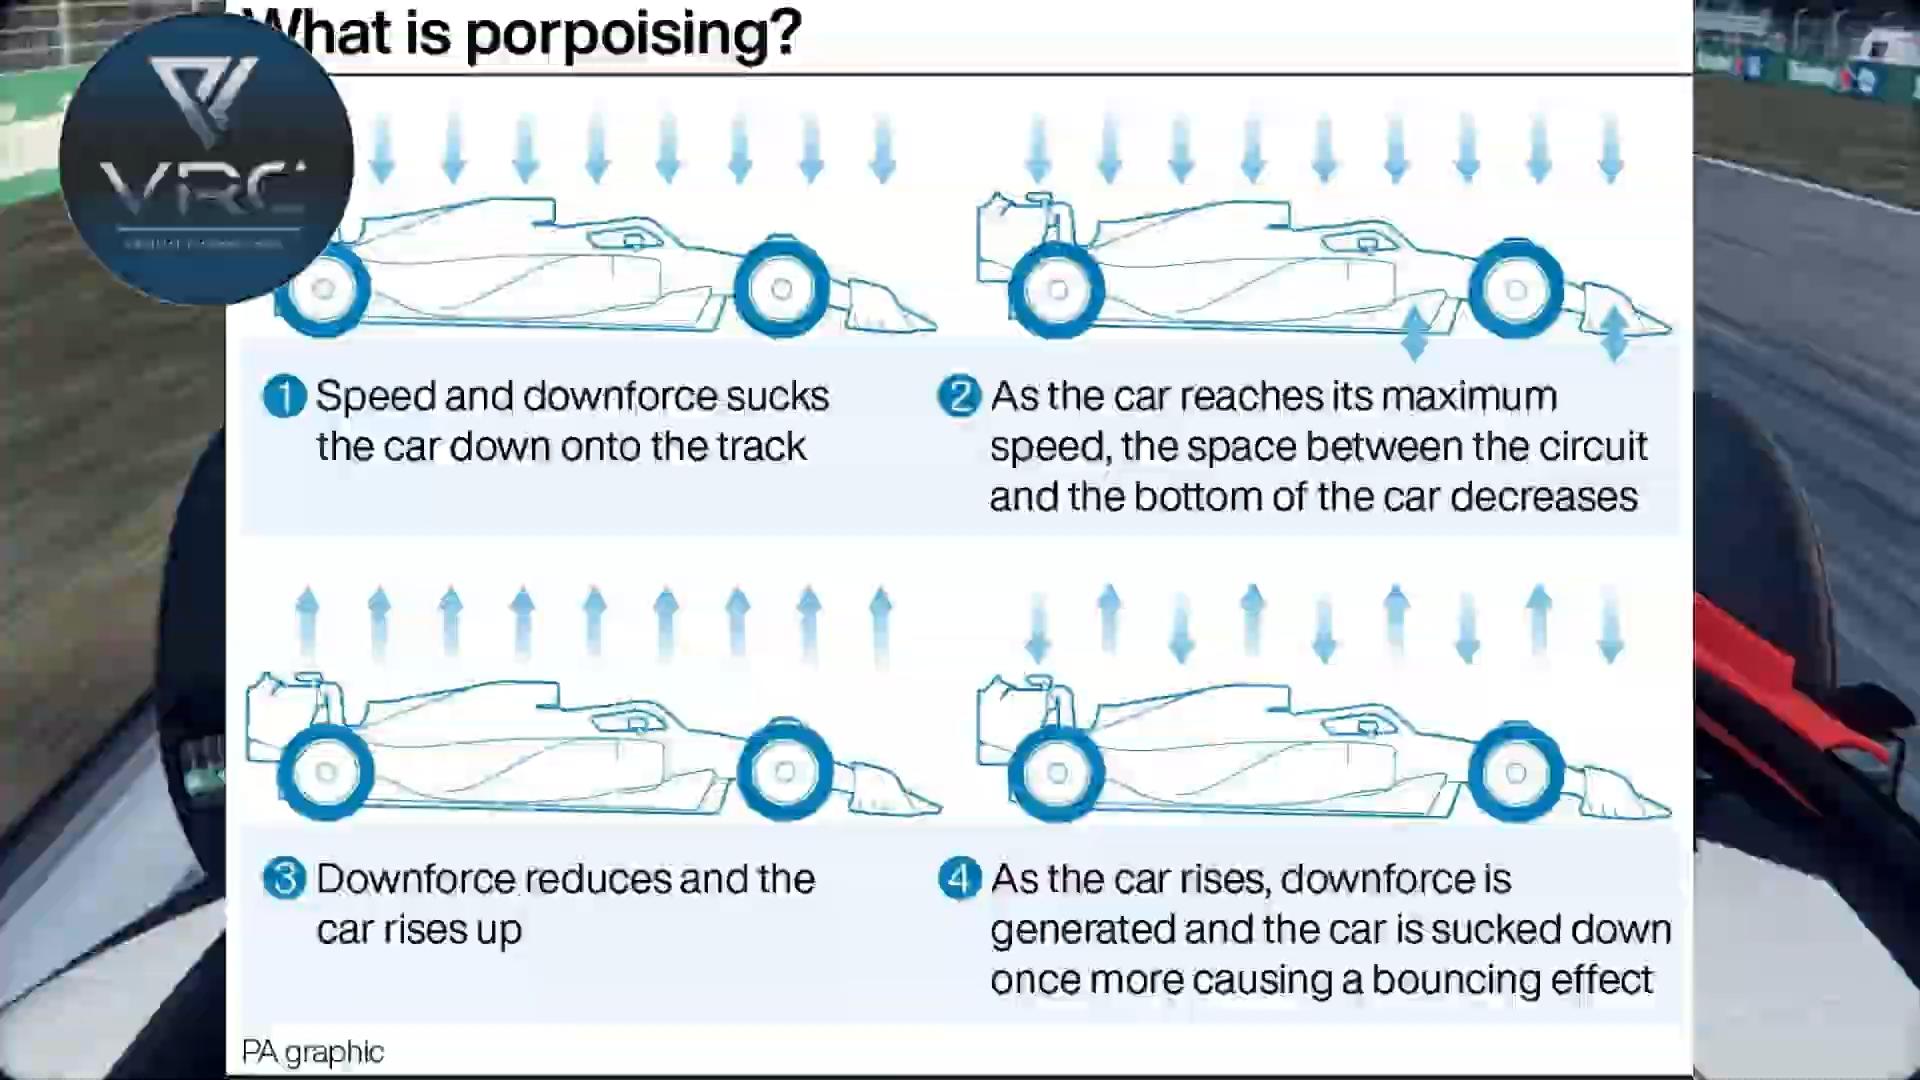 What is porpoising?
VRC
1 Speed and downforce sucks
the car down onto the track
2 As the car reaches its maximum
speed, the space between the circuit
and the bottom of the car decreases
3 Downforce reduces and the
car rises up
4 As the car rises, downforce is
generated and the car is sucked down
once more causing a bouncing effect
PA graphic